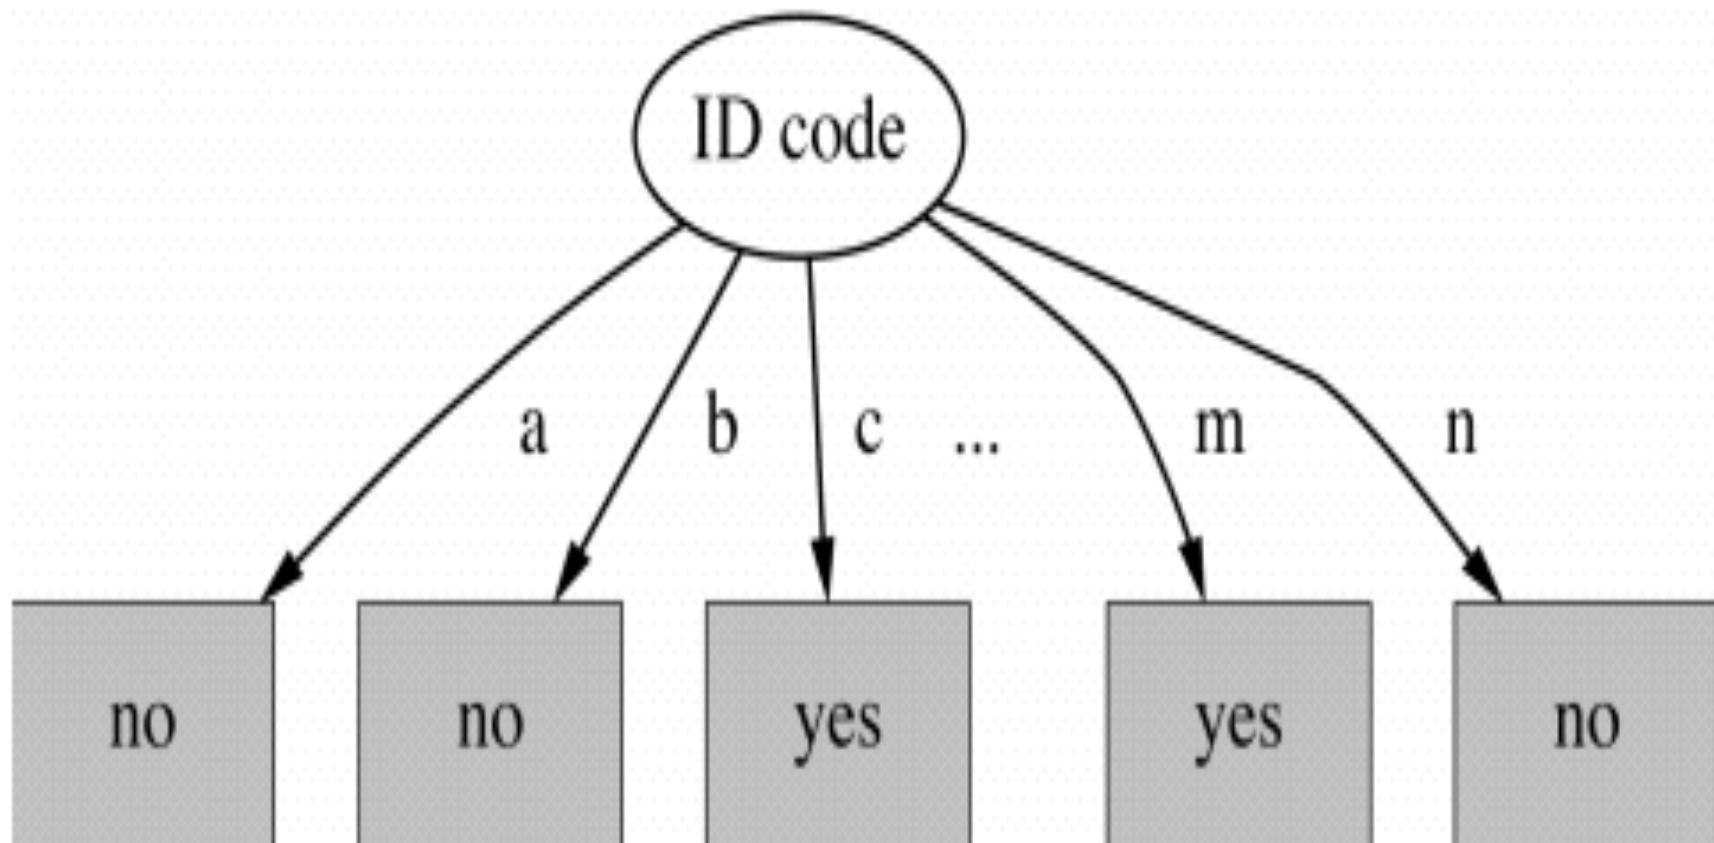 ID code
a b c ... m n
no no yes yes no